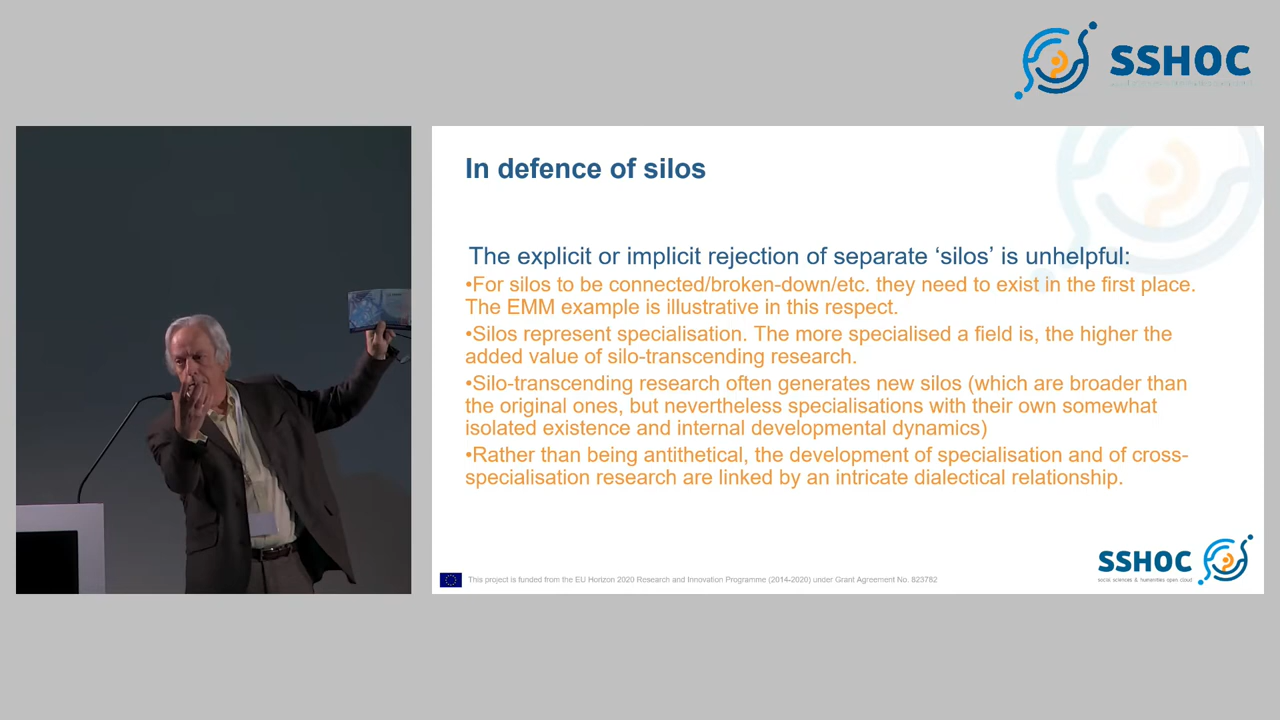 SSHOC
In defence of silos
The explicit or implicit rejection of separate ‘silos’ is unhelpful:
•For silos to be connected/broken-down/etc. they need to exist in the first place.
The EMM example is illustrative in this respect.
•Silos represent specialisation. The more specialised a field is, the higher the
added value of silo-transcending research.
•Silo-transcending research often generates new silos (which are broader than
the original ones, but nevertheless specialisations with their own somewhat
isolated existence and internal developmental dynamics)
•Rather than being antithetical, the development of specialisation and of cross-
specialisation research are linked by an intricate dialectical relationship.
SSHOC
social sciences & humanities open cloud
This project is funded from the EU Horizon 2020 Research and Innovation Programme (2014-2020) under Grant Agreement No. 823782